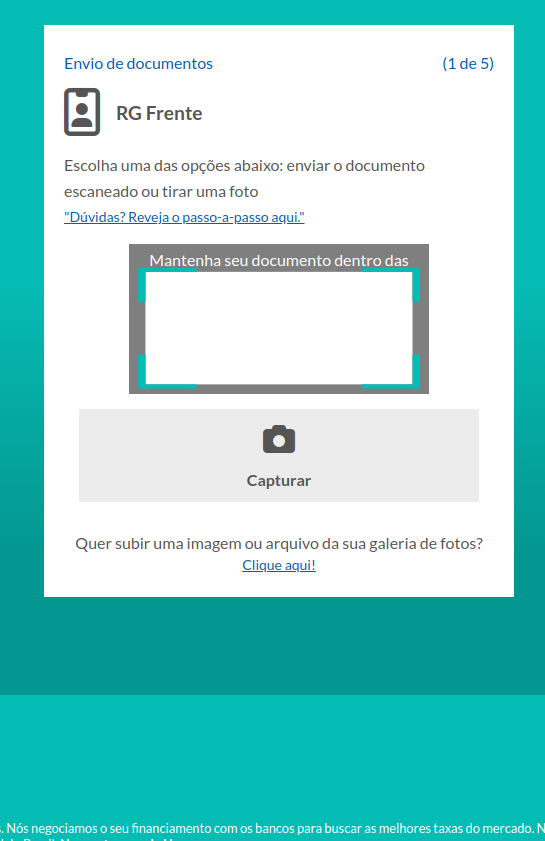 Envio de documentos (1 de 5)
RG Frente
Escolha uma das opções abaixo: enviar o documento
escaneado ou tirar uma foto
"Dúvidas? Reveja o passo-a-passo aqui."
Mantenha seu documento dentro das
Capturar
Quer subir uma imagem ou arquivo da sua galeria de fotos?
Clique aqui!
s. Nós negociamos o seu financiamento com os bancos para buscar as melhores taxas do mercado. N